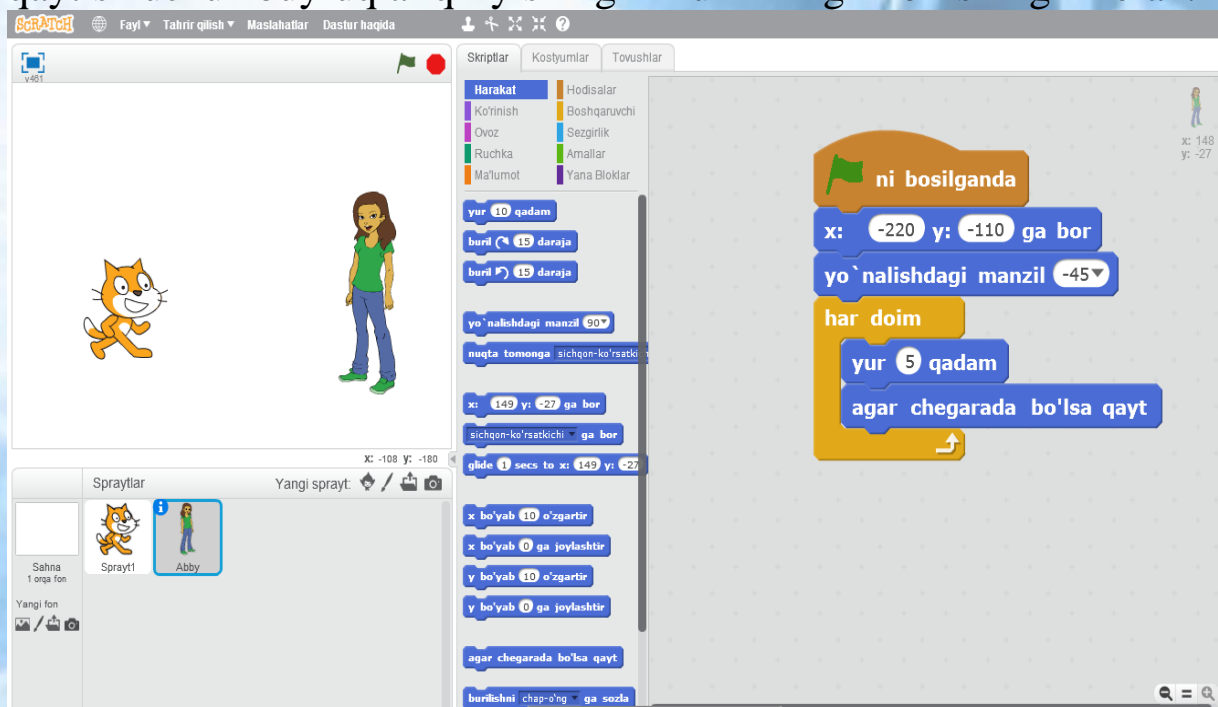 SCRATCH Fayl Tahrir qilish Maslahatlar Dastur haqida
v461
Skriptlar Kostyumlar Tovushlar
Harakat Hodisalar
Ko'rinish Boshqaruvchi
Ovoz Sezgirlik
Ruchka Amallar
Ma'lumot Yana Bloklar
yur 10 qadam
buril 15 daraja
buril 15 daraja
yo`nalishdagi manzil 90
nuqta tomonga
x: 149 y: -27 ga bor
sichqon-ko'rsatkichi ga bor
glide 1 secs to x: 149 y: -27
x bo'yab 10 o'zgartir
x bo'yab 0 ga joylashtir
y bo'yab 10 o'zgartir
y bo'yab 0 ga joylashtir
agar chegarada bo'lsa qayt
burilishni chap-o'ng ga sozla
x: 148
y: -27
ni bosilganda
x: -220 y: -110 ga bor
yo`nalishdagi manzil -45
har doim
yur 5 qadam
agar chegarada bo'lsa qayt
X: -108 y: -180
Spraytlar Yangi sprayt:
Sahna
1 orqa fon
Yangi fon
Sprayt1
Abby